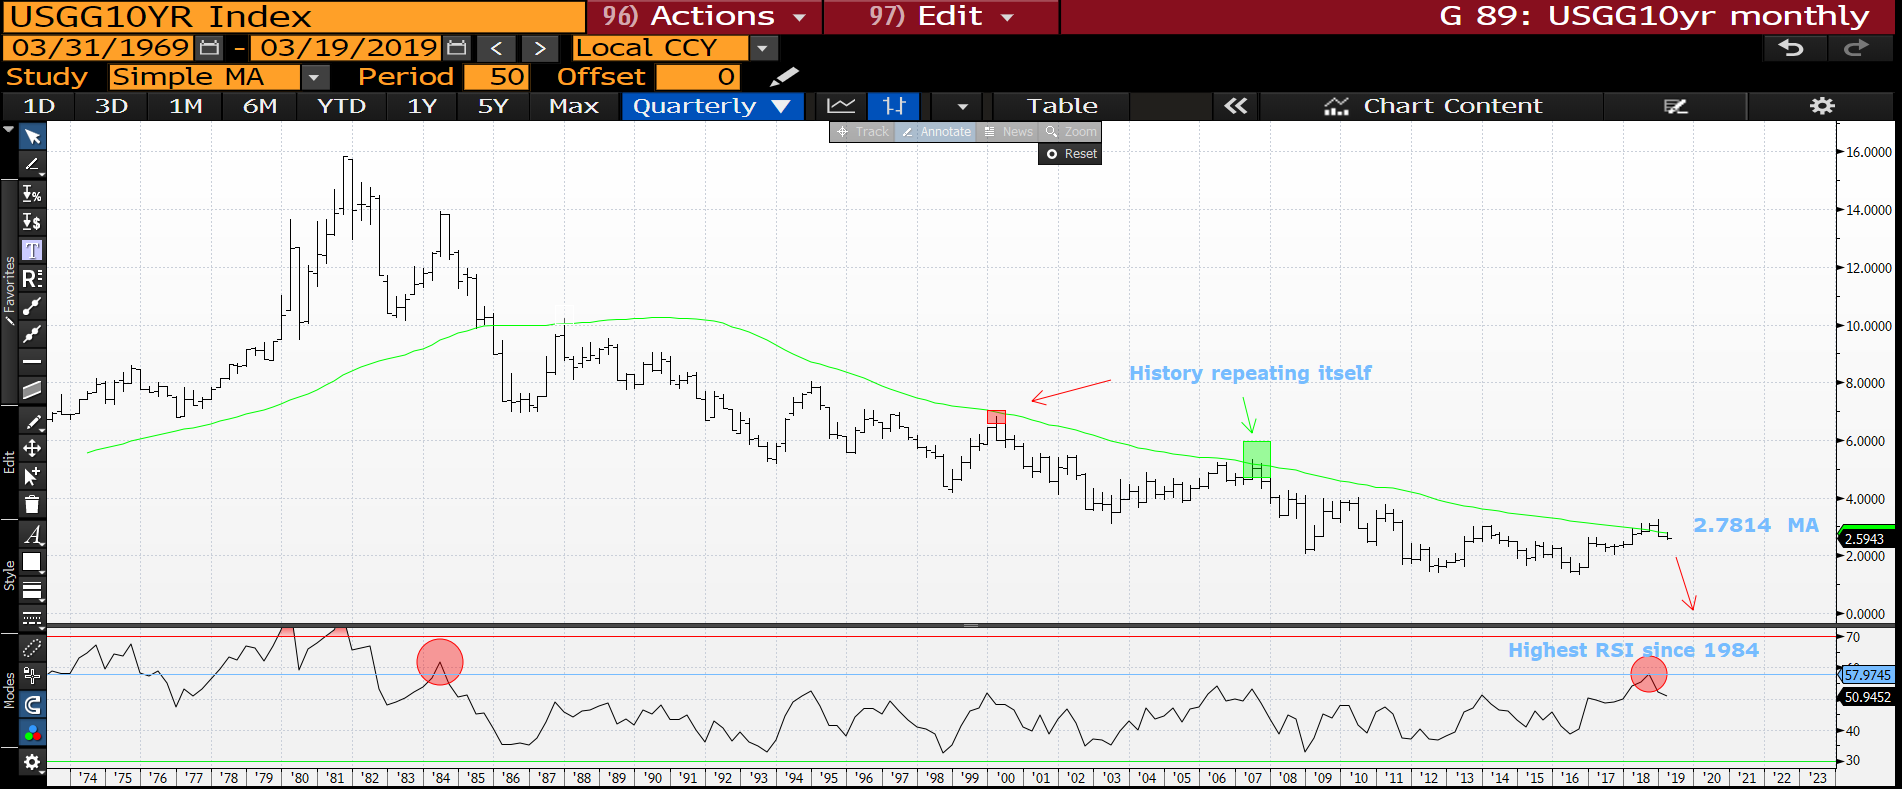 USGG10YR Index 96) Actions 97) Edit G 89: USGG10yr monthly
03/31/1969 - 03/19/2019 < > Local CCY
Study Simple MA Period 50 Offset 0
1D 3D 1M 6M YTD 1Y 5Y Max Quarterly Table Chart Content
Track Annotate News Zoom
Reset
Favorites
Edit
Style
Modes
T
R
A
16.0000
14.0000
12.0000
10.0000
History repeating itself
8.0000
6.0000
4.0000
2.7814 MA
2.5943
2.0000
0.0000
70
Highest RSI since 1984
57.9745
50.9452
40
30
'74 '75 '76 '77 '78 '79 '80 '81 '82 '83 '84 '85 '86 '87 '88 '89 '90 '91 '92 '93 '94 '95 '96 '97 '98 '99 '00 '01 '02 '03 '04 '05 '06 '07 '08 '09 '10 '11 '12 '13 '14 '15 '16 '17 '18 '19 '20 '21 '22 '23